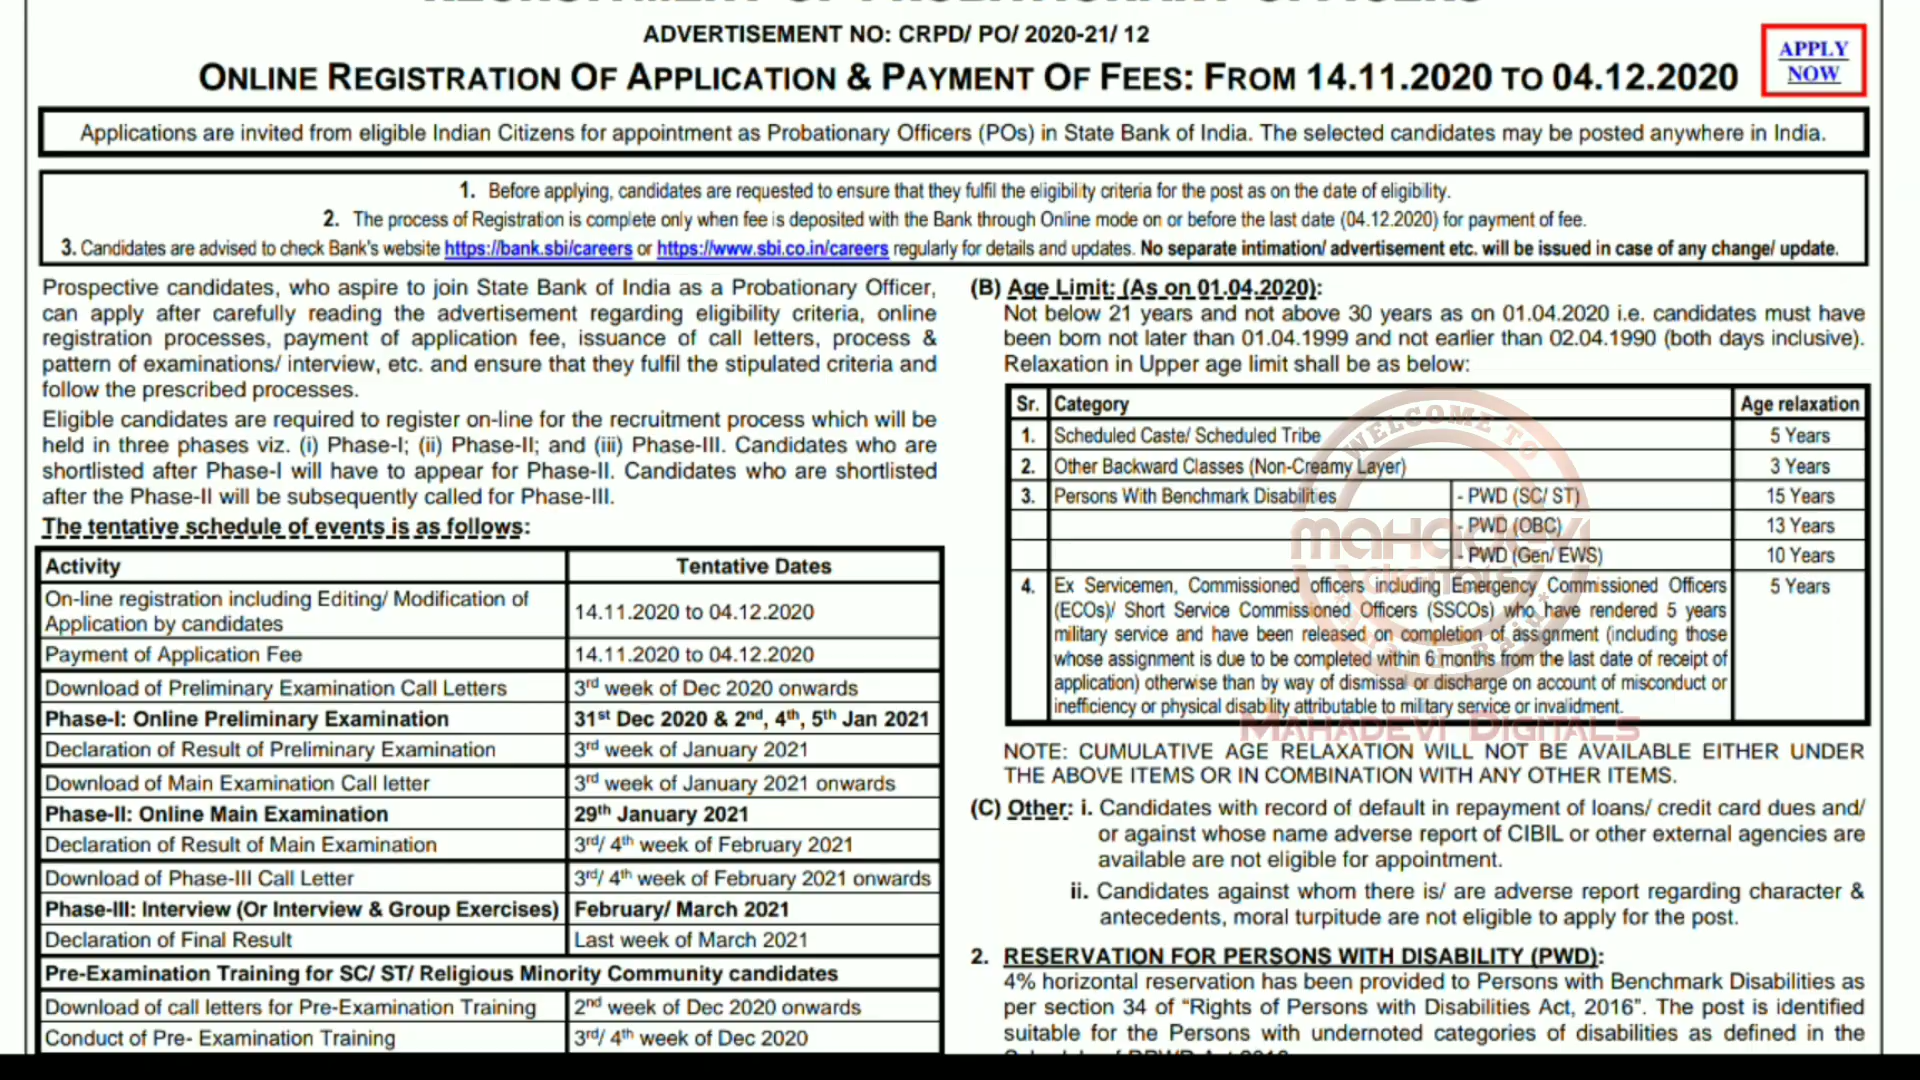 ADVERTISEMENT NO: CRPD/ PO/ 2020-21/ 12
ONLINE REGISTRATION OF APPLICATION & PAYMENT OF FEES: FROM 14.11.2020 TO 04.12.2020
APPLY
NOW
Applications are invited from eligible Indian Citizens for appointment as Probationary Officers (POs) in State Bank of India. The selected candidates may be posted anywhere in India.
1. Before applying, candidates are requested to ensure that they fulfil the eligibility criteria for the post as on the date of eligibility.
2. The process of Registration is complete only when fee is deposited with the Bank through Online mode on or before the last date (04.12.2020) for payment of fee.
3. Candidates are advised to check Bank's website https://bank.sbi/careers or https://www.sbi.co.in/careers regularly for details and updates. No separate intimation/ advertisement etc. will be issued in case of any change/ update.
Prospective candidates, who aspire to join State Bank of India as a Probationary Officer,
can apply after carefully reading the advertisement regarding eligibility criteria, online
registration processes, payment of application fee, issuance of call letters, process &
pattern of examinations/ interview, etc. and ensure that they fulfil the stipulated criteria and
follow the prescribed processes.
Eligible candidates are required to register on-line for the recruitment process which will be
held in three phases viz. (i) Phase-I; (ii) Phase-II; and (iii) Phase-III. Candidates who are
shortlisted after Phase-I will have to appear for Phase-II. Candidates who are shortlisted
after the Phase-II will be subsequently called for Phase-III.
The tentative schedule of events is as follows:
Activity Tentative Dates
On-line registration including Editing/ Modification of
Application by candidates 14.11.2020 to 04.12.2020
Payment of Application Fee 14.11.2020 to 04.12.2020
Download of Preliminary Examination Call Letters 3rd week of Dec 2020 onwards
Phase-I: Online Preliminary Examination 31st Dec 2020 & 2nd, 4th, 5th Jan 2021
Declaration of Result of Preliminary Examination 3rd week of January 2021
Download of Main Examination Call letter 3rd week of January 2021 onwards
Phase-II: Online Main Examination 29th January 2021
Declaration of Result of Main Examination 3rd/ 4th week of February 2021
Download of Phase-III Call Letter 3rd/ 4th week of February 2021 onwards
Phase-III: Interview (Or Interview & Group Exercises) February/ March 2021
Declaration of Final Result Last week of March 2021
Pre-Examination Training for SC/ ST/ Religious Minority Community candidates
Download of call letters for Pre-Examination Training 2nd week of Dec 2020 onwards
Conduct of Pre- Examination Training 3rd/ 4th week of Dec 2020
(B) Age Limit: (As on 01.04.2020):
Not below 21 years and not above 30 years as on 01.04.2020 i.e. candidates must have
been born not later than 01.04.1999 and not earlier than 02.04.1990 (both days inclusive).
Relaxation in Upper age limit shall be as below:
Sr. Category Age relaxation
1. Scheduled Caste/ Scheduled Tribe 5 Years
2. Other Backward Classes (Non-Creamy Layer) 3 Years
3. Persons With Benchmark Disabilities - PWD (SC/ ST) 15 Years
- PWD (OBC) 13 Years
- PWD (Gen/ EWS) 10 Years
4. Ex Servicemen, Commissioned officers including Emergency Commissioned Officers 5 Years
(ECOs)/ Short Service Commissioned Officers (SSCOs) who have rendered 5 years
military service and have been released on completion of assignment (including those
whose assignment is due to be completed within 6 months from the last date of receipt of
application) otherwise than by way of dismissal or discharge on account of misconduct or
inefficiency or physical disability attributable to military service or invalidment.
WELCOME TO
MAHADEVI
MAHADEVI DIGITALS
NOTE: CUMULATIVE AGE RELAXATION WILL NOT BE AVAILABLE EITHER UNDER
THE ABOVE ITEMS OR IN COMBINATION WITH ANY OTHER ITEMS.
(C) Other: i. Candidates with record of default in repayment of loans/ credit card dues and/
or against whose name adverse report of CIBIL or other external agencies are
available are not eligible for appointment.
ii. Candidates against whom there is/ are adverse report regarding character &
antecedents, moral turpitude are not eligible to apply for the post.
2. RESERVATION FOR PERSONS WITH DISABILITY (PWD):
4% horizontal reservation has been provided to Persons with Benchmark Disabilities as
per section 34 of “Rights of Persons with Disabilities Act, 2016”. The post is identified
suitable for the Persons with undernoted categories of disabilities as defined in the